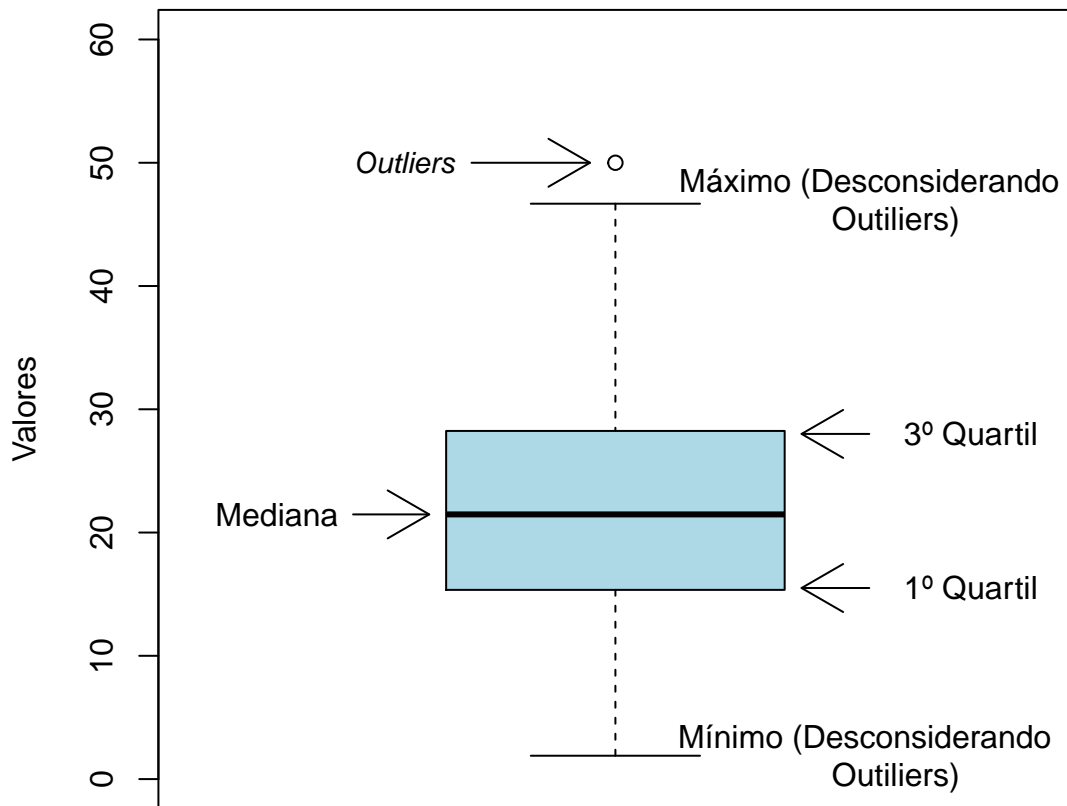 60
50
40
30
20
10
0
Valores
Outliers
Máximo (Desconsiderando
Outiliers)
3º Quartil
Mediana
1º Quartil
Mínimo (Desconsiderando
Outiliers)